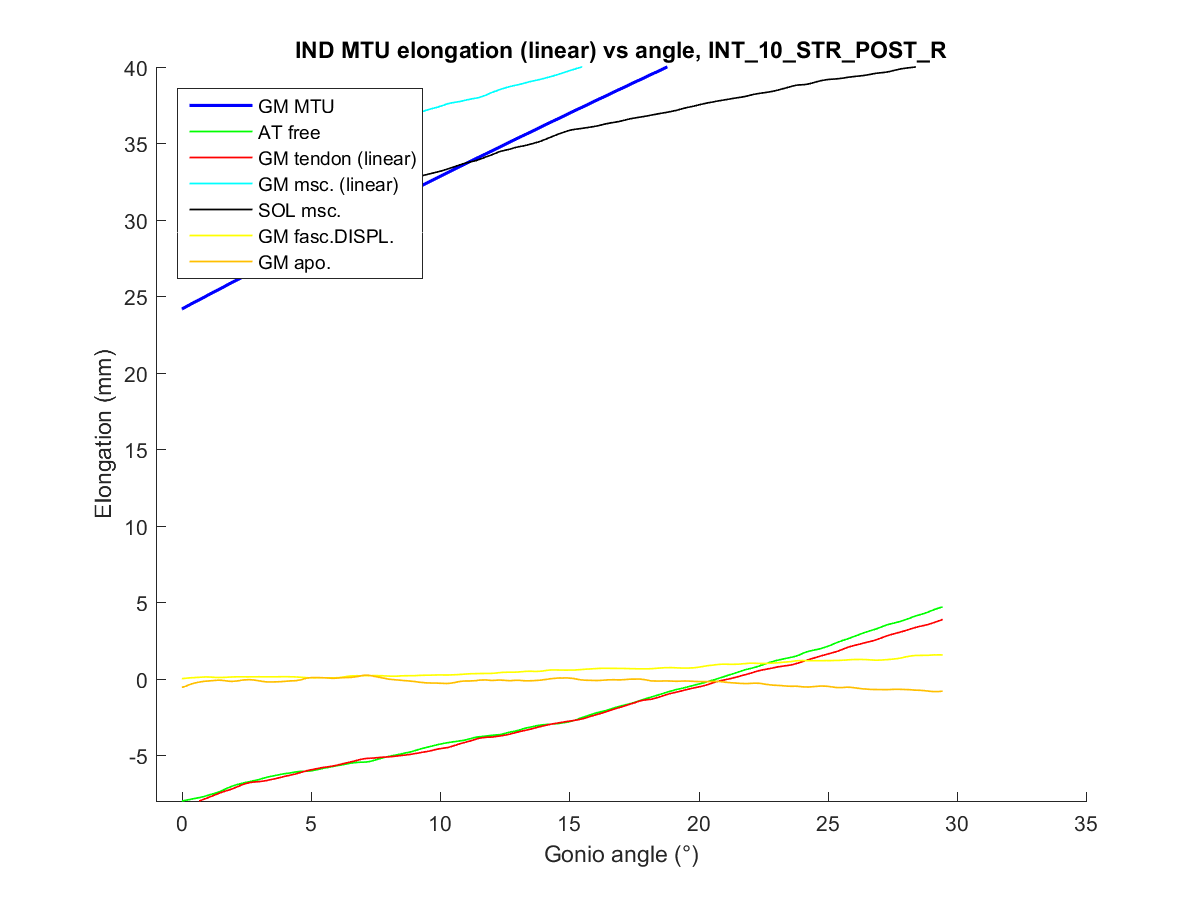 IND MTU elongation (linear) vs angle, INT_10_STR_POST_R
40
35
30
25
20
15
10
5
0
-5
Elongation (mm)
GM MTU
AT free
GM tendon (linear)
GM msc. (linear)
SOL msc.
GM fasc.DISPL.
GM apo.
0 5 10 15 20 25 30 35
Gonio angle (°)